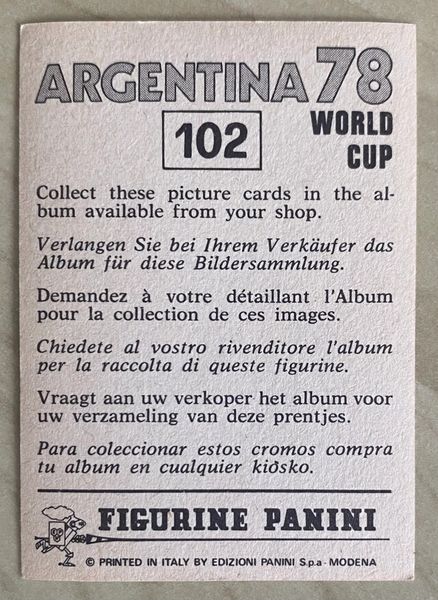 ARGENTINA 78
102
WORLD
CUP
Collect these picture cards in the al-
bum available from your shop.
Verlangen Sie bei Ihrem Verkäufer das
Album für diese Bildersammlung.
Demandez à votre détaillant l'Album
pour la collection de ces images.
Chiedete al vostro rivenditore l'album
per la raccolta di queste figurine.
Vraagt aan uw verkoper het album voor
uw verzameling van deze prentjes.
Para coleccionar estos cromos compra
tu album en cualquier kiósko.
FIGURINE PANINI
© PRINTED IN ITALY BY EDIZIONI PANINI S.p.a - MODENA